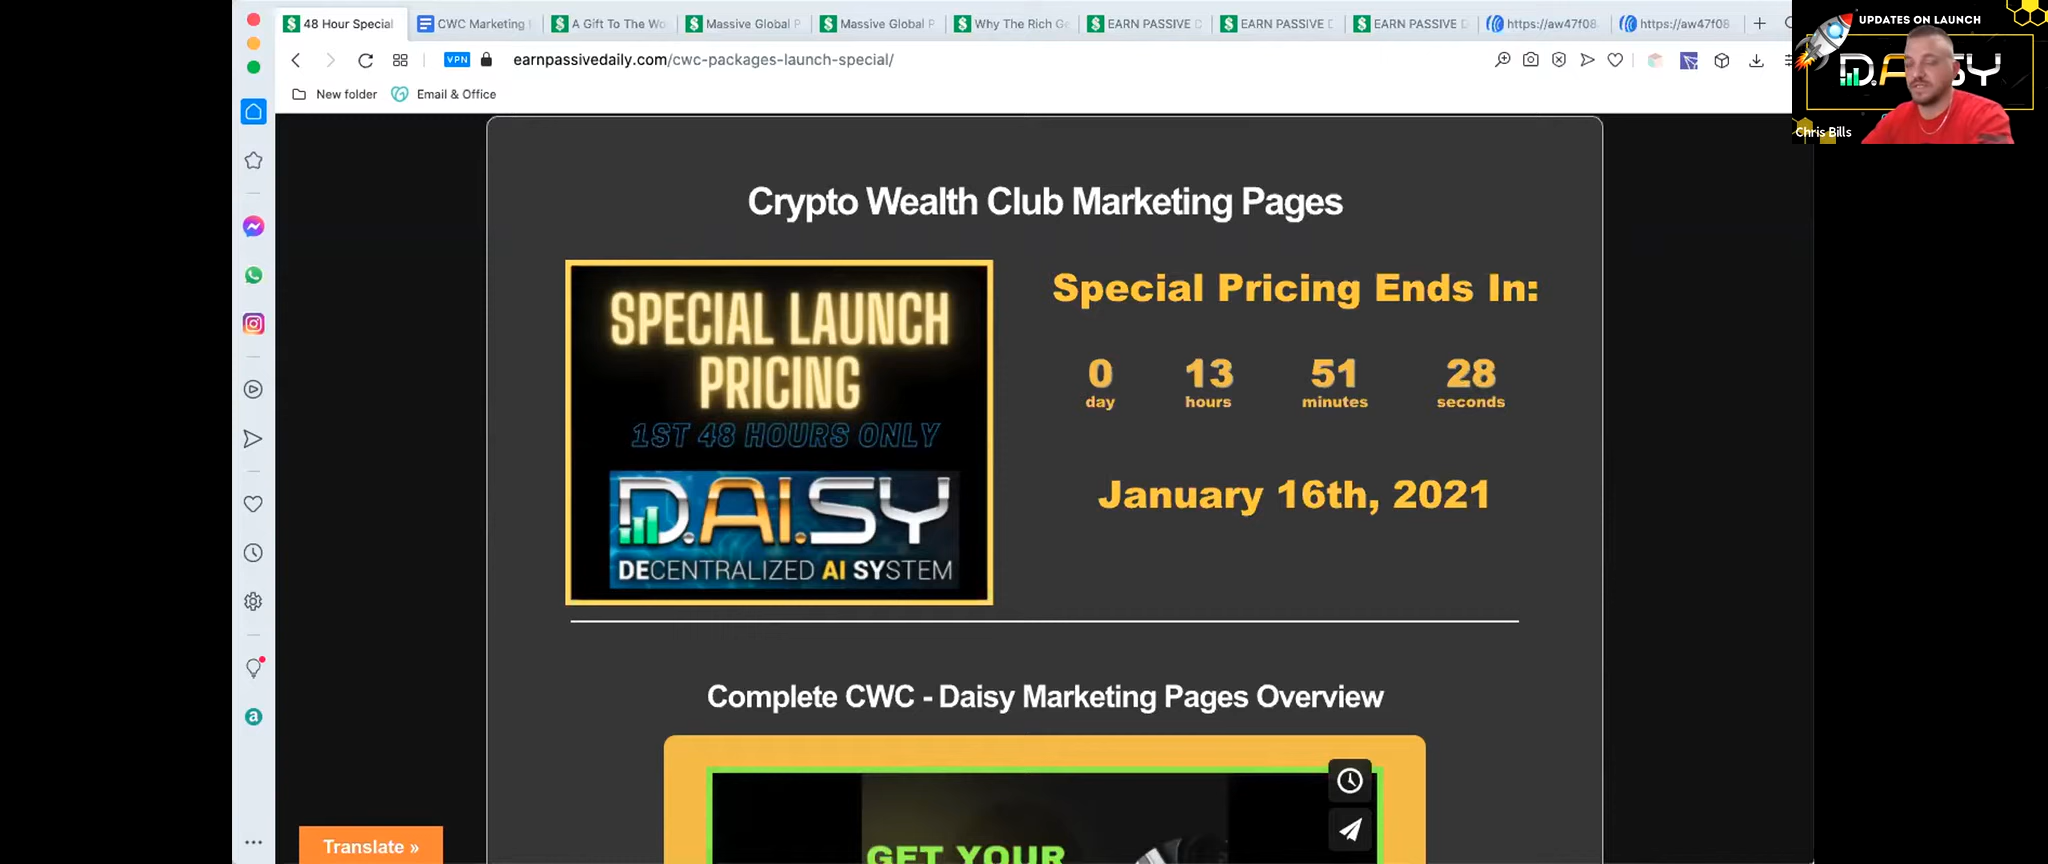 48 Hour Special
CWC Marketing
A Gift To The Wo
Massive Global P
Massive Global P
Why The Rich Ge
EARN PASSIVE D
EARN PASSIVE D
EARN PASSIVE D
https://aw47f08
https://aw47f08
UPDATES ON LAUNCH
VPN
earnpassivedaily.com/cwc-packages-launch-special/
New folder
Email & Office
Chris Bills
Crypto Wealth Club Marketing Pages
SPECIAL LAUNCH
PRICING
1ST 48 HOURS ONLY
D.AI.SY
DECENTRALIZED AI SYSTEM
Special Pricing Ends In:
0 13 51 28
day hours minutes seconds
January 16th, 2021
Complete CWC - Daisy Marketing Pages Overview
GET YOUR
Translate »